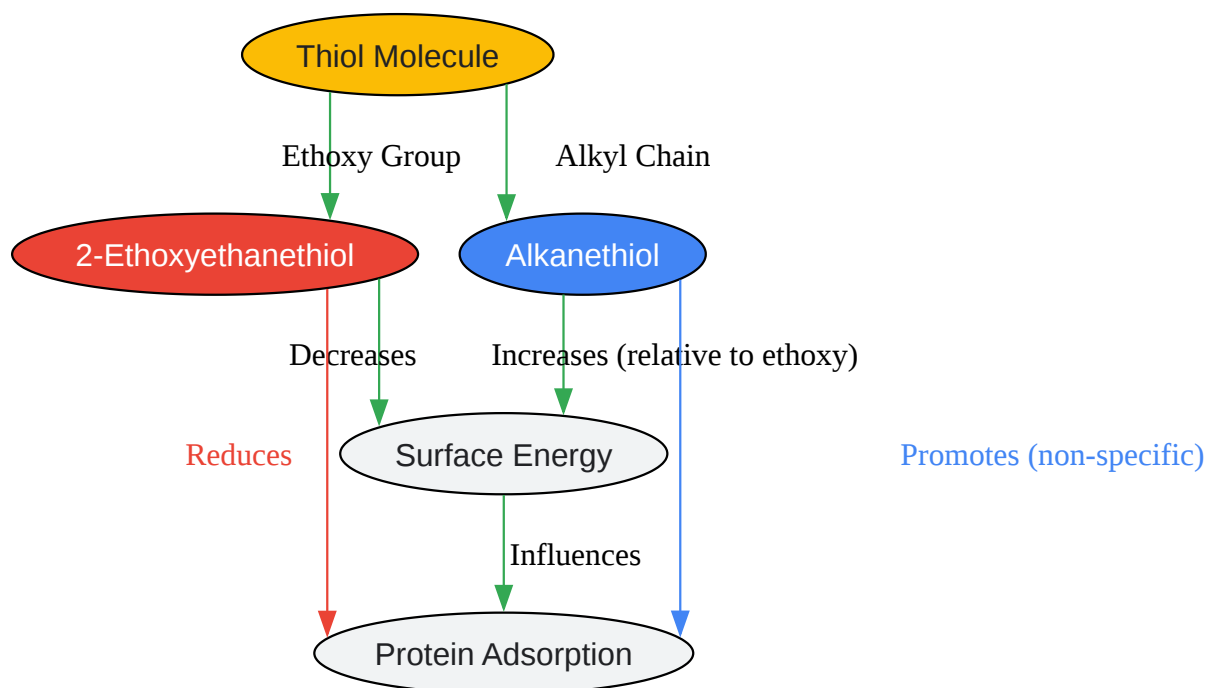 Thiol Molecule
Ethoxy Group
Alkyl Chain
2-Ethoxyethanethiol
Alkanethiol
Decreases
Increases (relative to ethoxy)
Surface Energy
Reduces
Promotes (non-specific)
Influences
Protein Adsorption